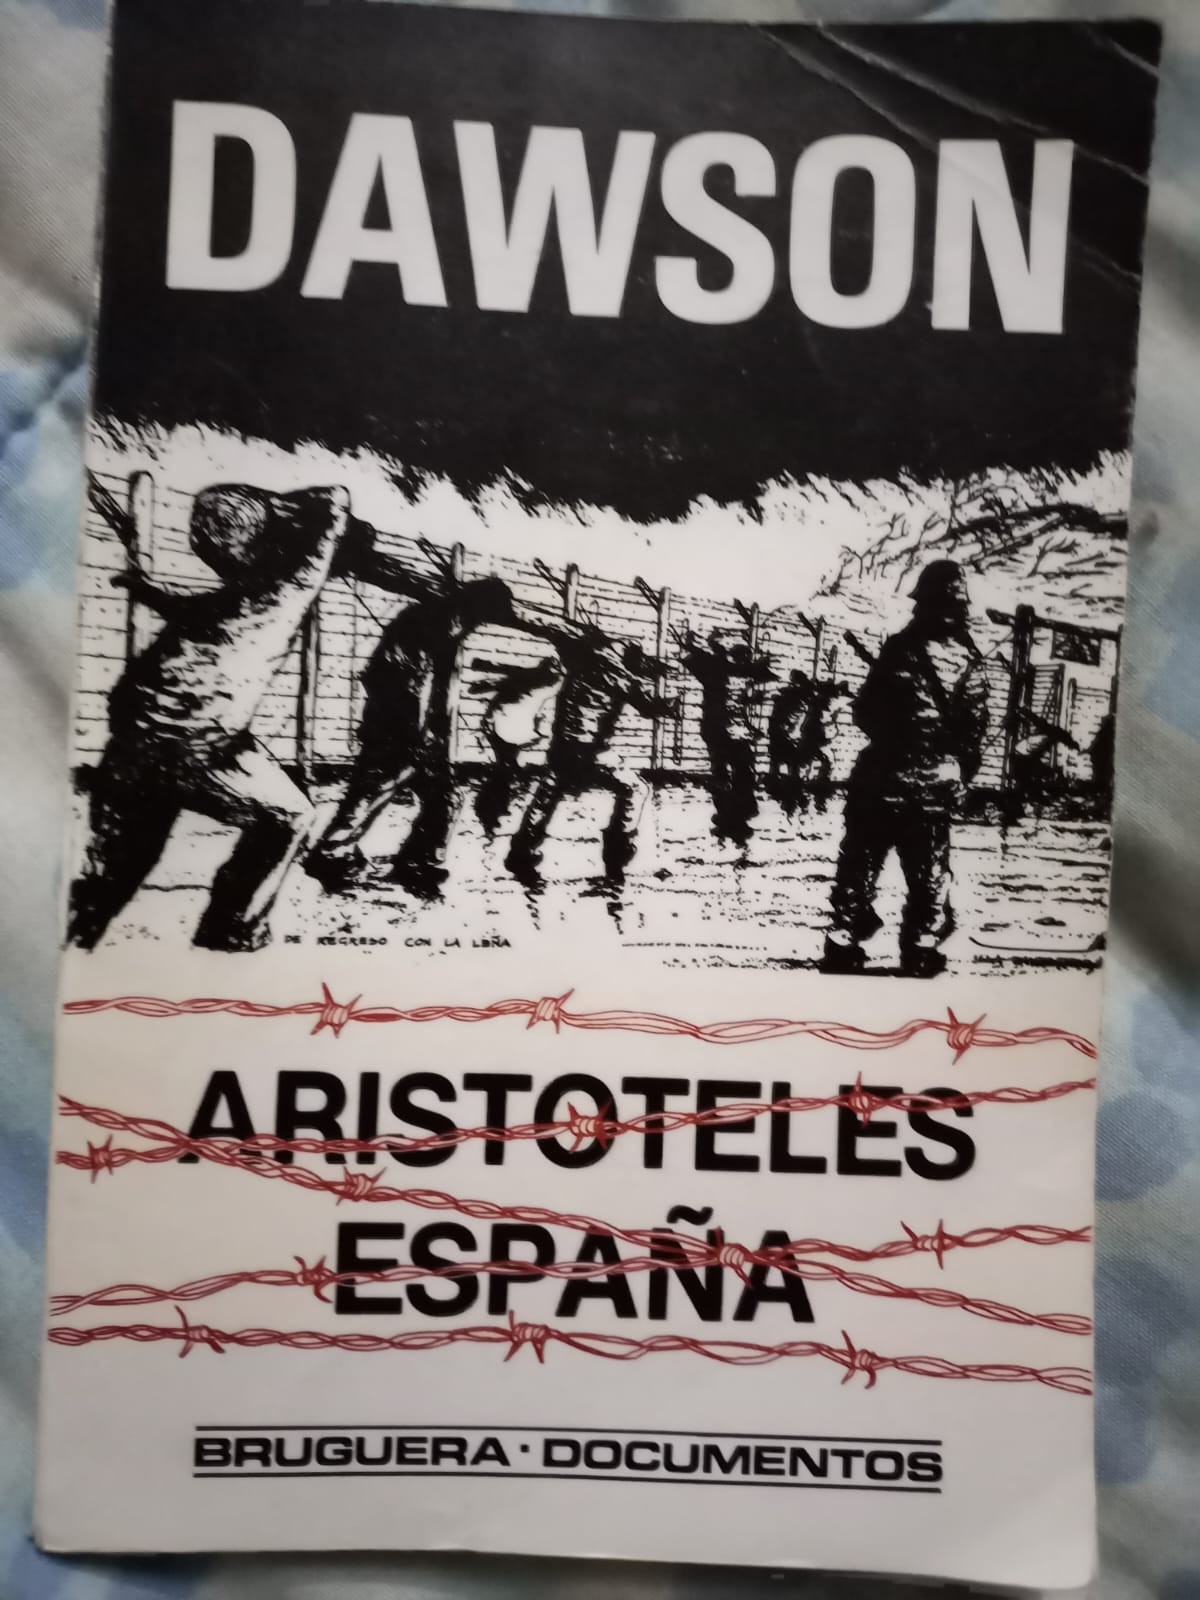 DAWSON
DE REGRESO CON LA LEÑA
ARISTOTELES
ESPAÑA
BRUGUERA · DOCUMENTOS